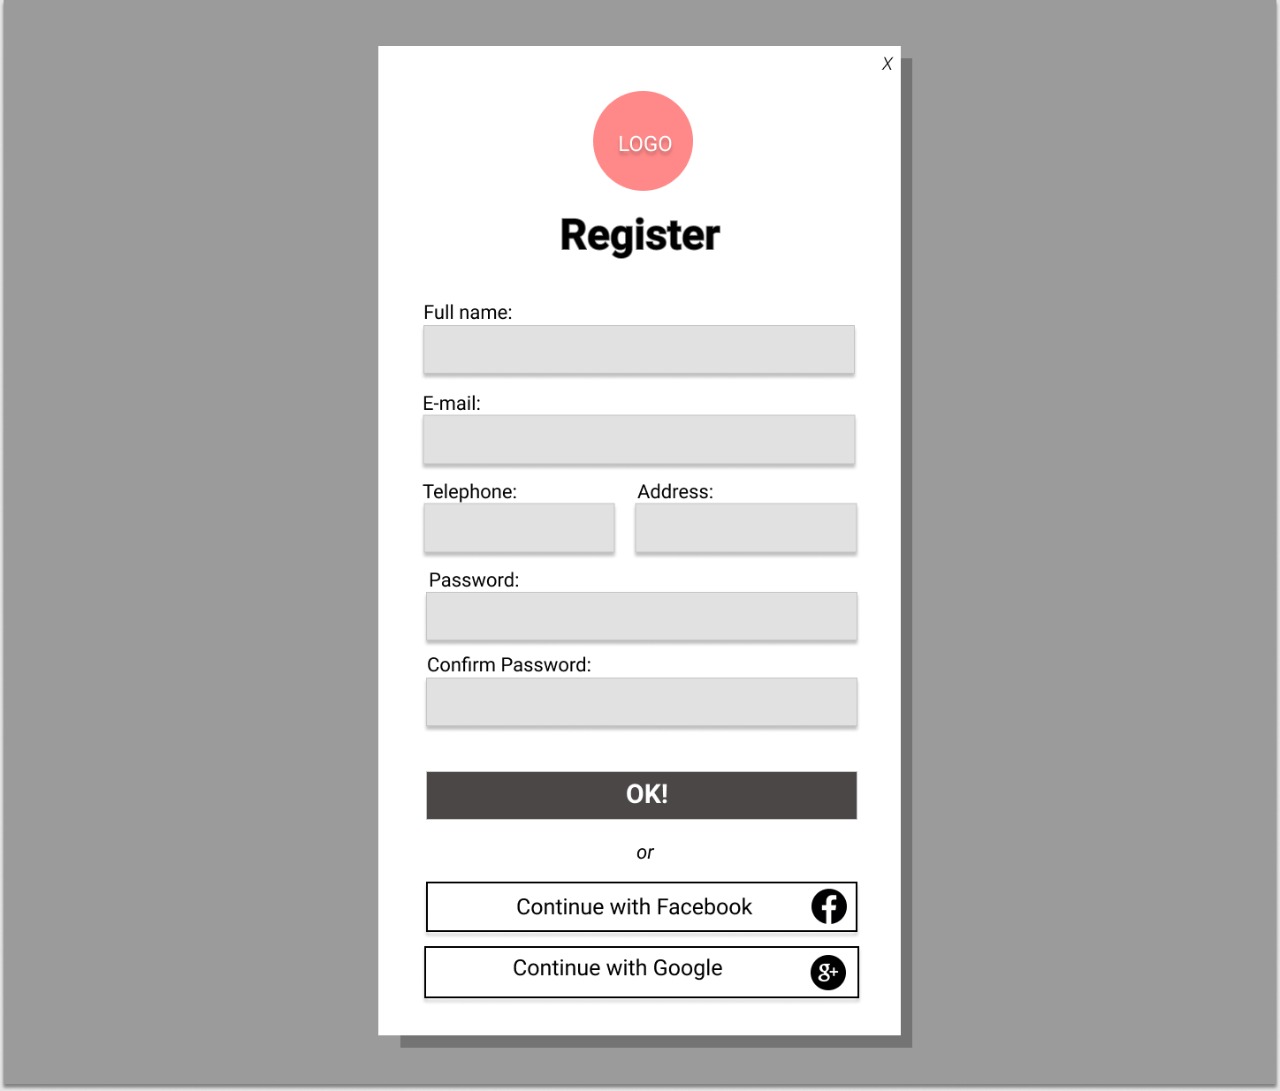 X
LOGO
Register
Full name:
E-mail:
Telephone: Address:
Password:
Confirm Password:
OK!
or
Continue with Facebook f
Continue with Google g+